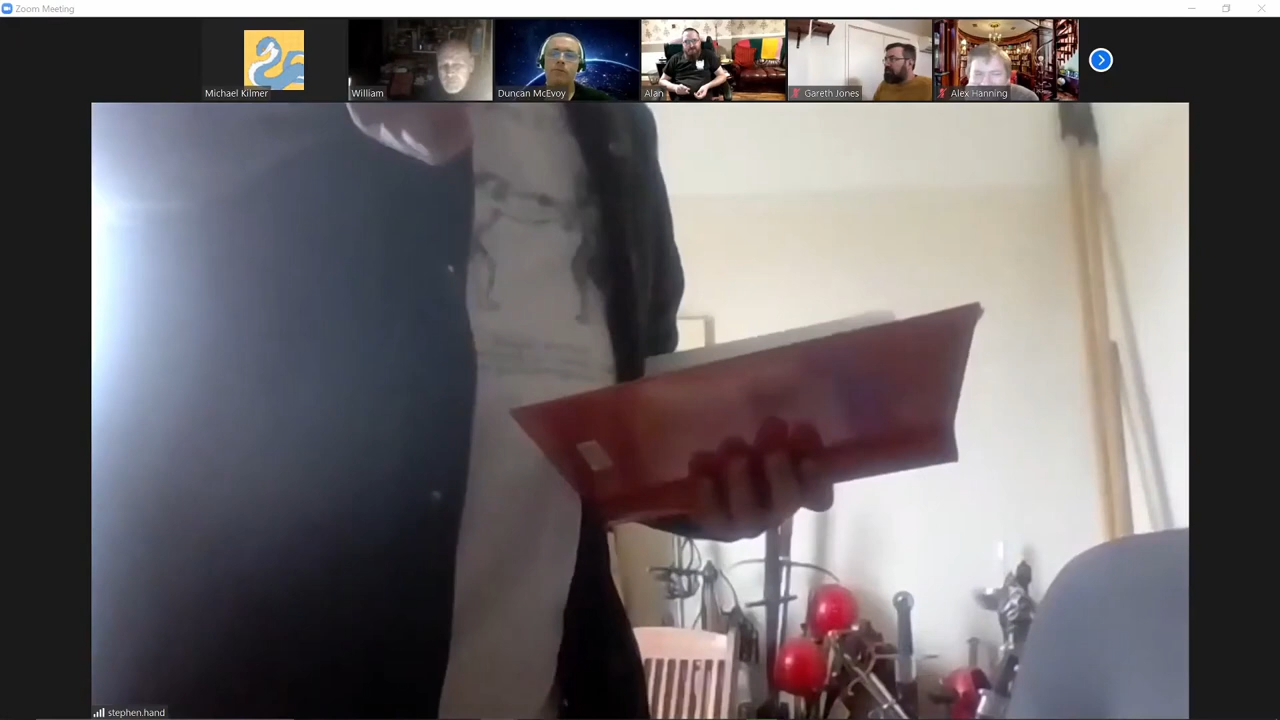 Zoom Meeting
Michael Kilmer
William
Duncan McEvoy
Alan
Gareth Jones
Alex Hanning
stephen.hand